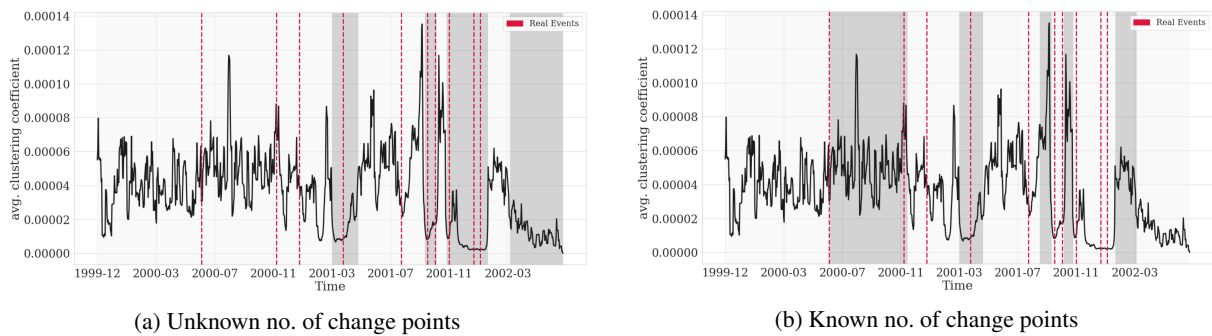 0.00014
0.00012
0.00010
0.00008
0.00006
0.00004
0.00002
0.00000
avg. clustering coefficient
Real Events
1999-12 2000-03 2000-07 2000-11 2001-03 2001-07 2001-11 2002-03
Time
(a) Unknown no. of change points
0.00014
0.00012
0.00010
0.00008
0.00006
0.00004
0.00002
0.00000
avg. clustering coefficient
Real Events
1999-12 2000-03 2000-07 2000-11 2001-03 2001-07 2001-11 2002-03
Time
(b) Known no. of change points